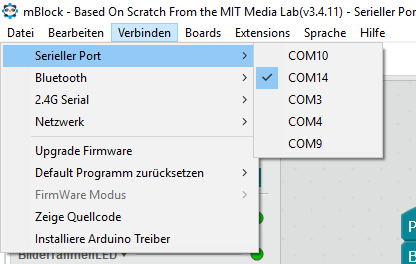 mBlock - Based On Scratch From the MIT Media Lab(v3.4.11) - Serieller Por
Datei Bearbeiten Verbinden Boards Extensions Sprache Hilfe
Serieller Port
Bluetooth
2.4G Serial
Netzwerk
Upgrade Firmware
Default Programm zurücksetzen
FirmWare Modus
Zeige Quellcode
Installiere Arduino Treiber
COM10
COM14
COM3
COM4
COM9
BilderrahmenLED